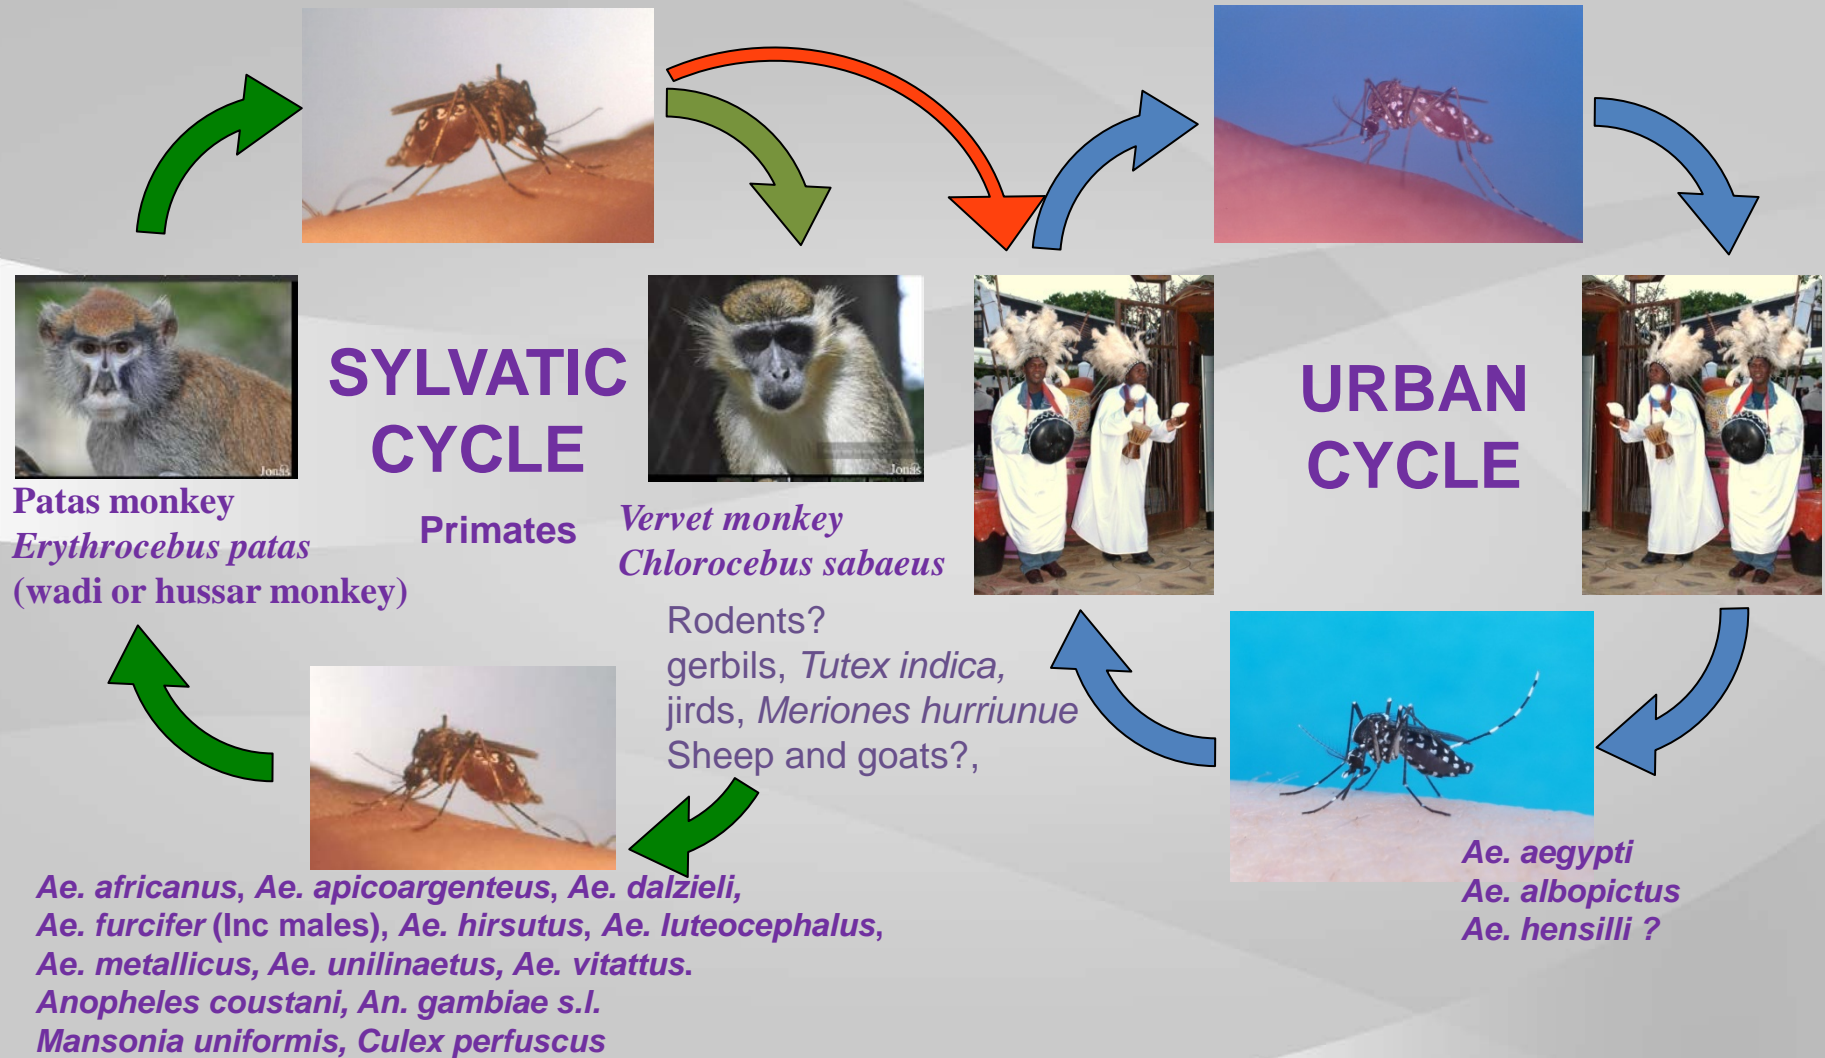 SYLVATIC
CYCLE
Primates
URBAN
CYCLE
Jonas
Patas monkey
Erythrocebus patas
(wadi or hussar monkey)
Jonas
Vervet monkey
Chlorocebus sabaeus
Rodents?
gerbils, Tutex indica,
jirds, Meriones hurriunue
Sheep and goats?,
Ae. africanus, Ae. apicoargenteus, Ae. dalzieli,
Ae. furcifer (Inc males), Ae. hirsutus, Ae. luteocephalus,
Ae. metallicus, Ae. unilinaetus, Ae. vitattus.
Anopheles coustani, An. gambiae s.l.
Mansonia uniformis, Culex perfuscus
Ae. aegypti
Ae. albopictus
Ae. hensilli ?